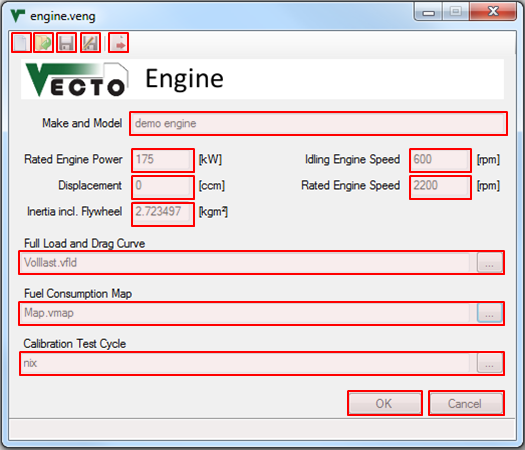 engine.veng
VECTO Engine
Make and Model demo engine
Rated Engine Power 175 [kW] Idling Engine Speed 600 [rpm]
Displacement 0 [ccm] Rated Engine Speed 2200 [rpm]
Inertia incl. Flywheel 2.723497 [kgm²]
Full Load and Drag Curve
Volllast.vfld ...
Fuel Consumption Map
Map.vmap ...
Calibration Test Cycle
nix ...
OK Cancel